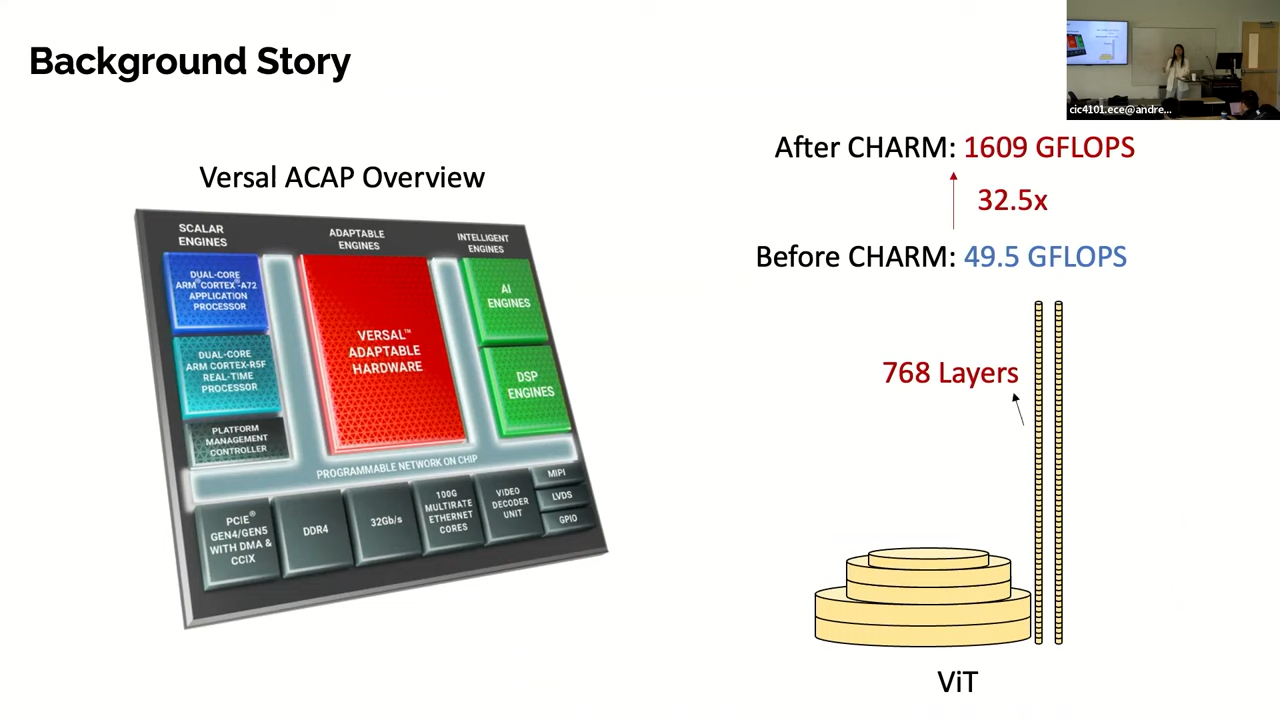 Background Story
cic4101.ece@andre...
Versal ACAP Overview
SCALAR
ENGINES
ADAPTABLE
ENGINES
INTELLIGENT
ENGINES
DUAL-CORE
ARM® CORTEX®-A72
APPLICATION
PROCESSOR
DUAL-CORE
ARM CORTEX-R5F
REAL-TIME
PROCESSOR
PLATFORM
MANAGEMENT
CONTROLLER
VERSAL™
ADAPTABLE
HARDWARE
AI
ENGINES
DSP
ENGINES
PROGRAMMABLE NETWORK ON CHIP
PCIE®
GEN4/GEN5
WITH DMA &
CCIX
DDR4
32Gb/s
100G
MULTIRATE
ETHERNET
CORES
VIDEO
DECODER
UNIT
MIPI
LVDS
GPIO
After CHARM: 1609 GFLOPS
32.5x
Before CHARM: 49.5 GFLOPS
768 Layers
ViT